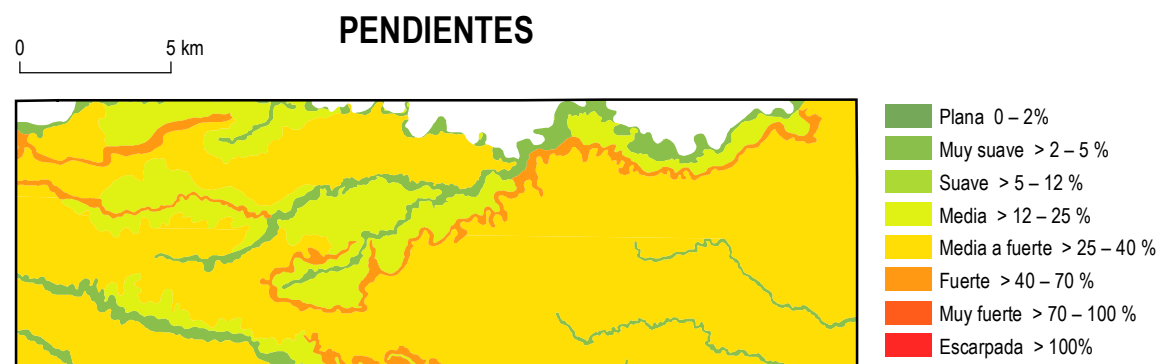 PENDIENTES
0 5 km
Plana 0 – 2%
Muy suave > 2 – 5 %
Suave > 5 – 12 %
Media > 12 – 25 %
Media a fuerte > 25 – 40 %
Fuerte > 40 – 70 %
Muy fuerte > 70 – 100 %
Escarpada > 100%